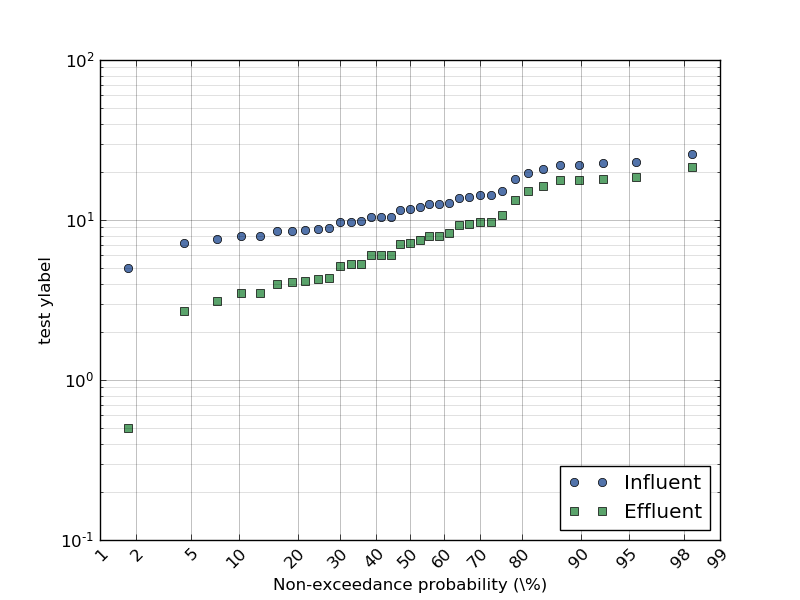 10²
10¹
10⁰
10⁻¹
test ylabel
Influent
Effluent
1 2 5 10 20 30 40 50 60 70 80 90 95 98 99
Non-exceedance probability (\%)